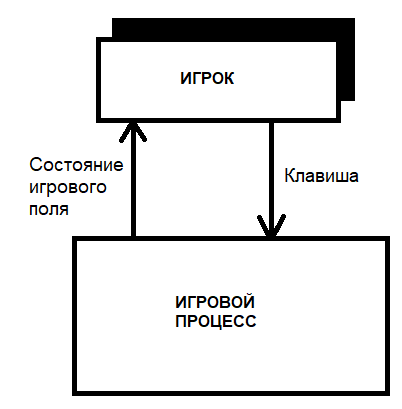 ИГРОК
Состояние
игрового
поля
Клавиша
ИГРОВОЙ
ПРОЦЕСС